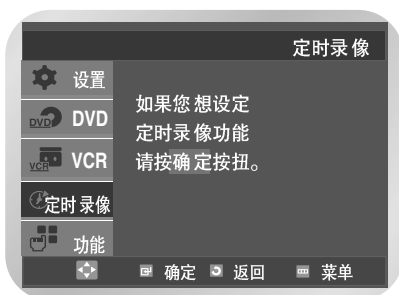 定时录像
设置
DVD DVD
VCR VCR
定时录像
功能
如果您想设定
定时录像功能
请按确定按扭。
确定 返回 菜单